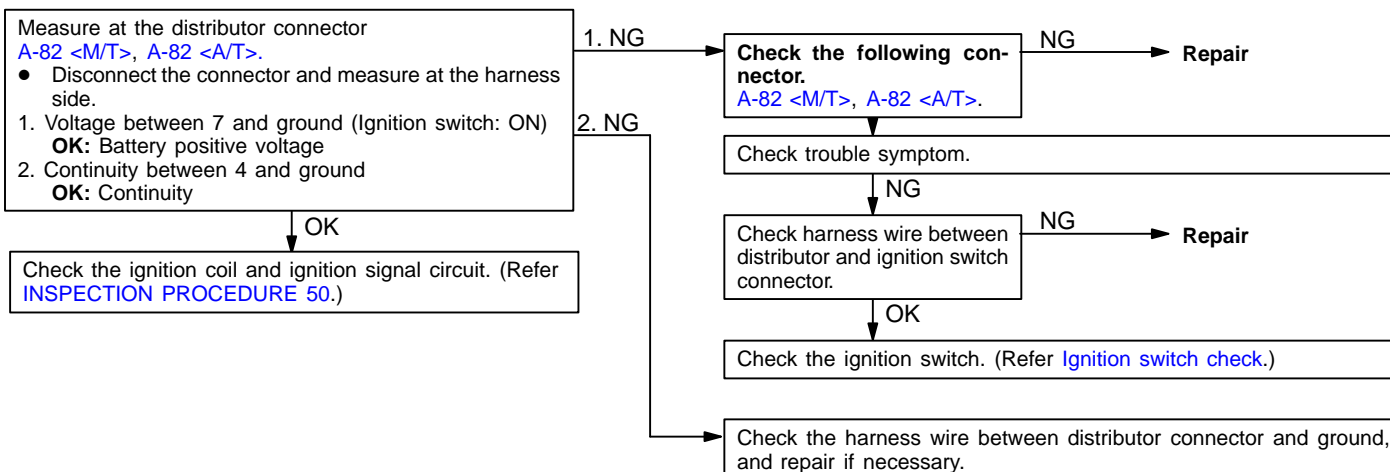 Measure at the distributor connector
A-82 <M/T>, A-82 <A/T>.
● Disconnect the connector and measure at the harness
side.
1. Voltage between 7 and ground (Ignition switch: ON)
OK: Battery positive voltage
2. Continuity between 4 and ground
OK: Continuity
OK
Check the ignition coil and ignition signal circuit. (Refer
INSPECTION PROCEDURE 50.)
1. NG
2. NG
Check the following con-
nector.
A-82 <M/T>, A-82 <A/T>.
NG
Repair
Check trouble symptom.
NG
Check harness wire between
distributor and ignition switch
connector.
NG
Repair
OK
Check the ignition switch. (Refer Ignition switch check.)
Check the harness wire between distributor connector and ground,
and repair if necessary.